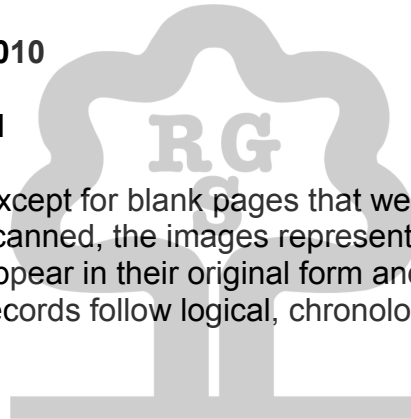 010
RG
S
xcept for blank pages that we
canned, the images represent
ppear in their original form and
ecords follow logical, chronolo